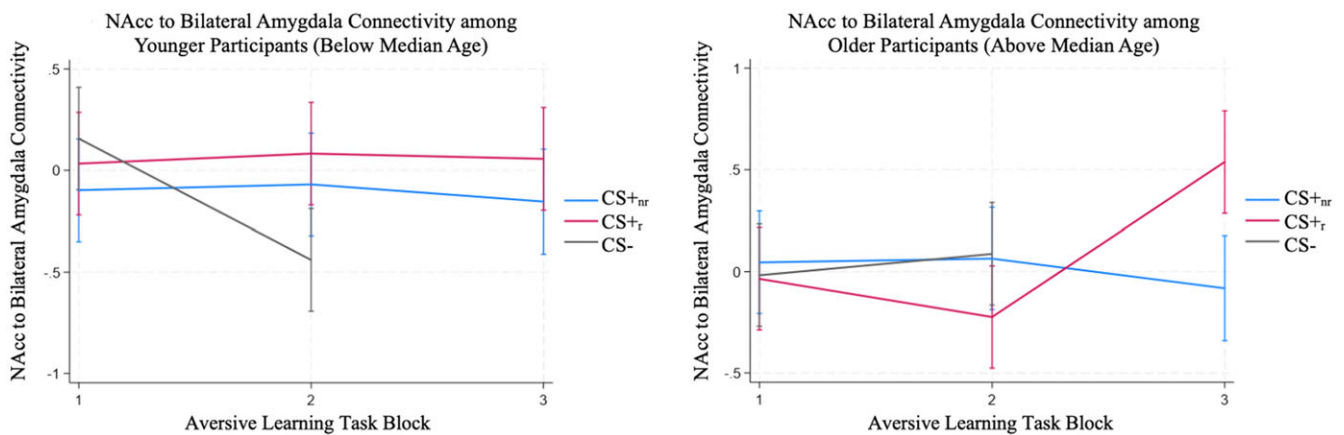 NAcc to Bilateral Amygdala Connectivity among
Younger Participants (Below Median Age)
NAcc to Bilateral Amygdala Connectivity
.5
0
-.5
-1
1
2
3
Aversive Learning Task Block
CS+nr
CS+r
CS-
NAcc to Bilateral Amygdala Connectivity among
Older Participants (Above Median Age)
NAcc to Bilateral Amygdala Connectivity
1
.5
0
-.5
1
2
3
Aversive Learning Task Block
CS+nr
CS+r
CS-